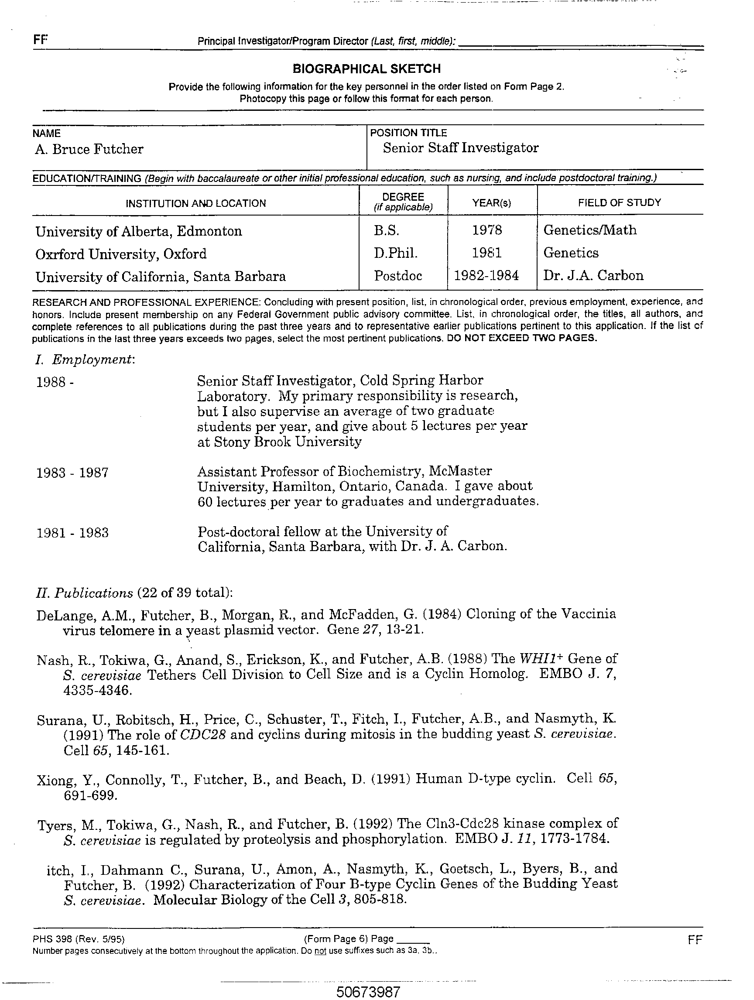 FF
Principal Investigator/Program Director (Last, first, middle):
BIOGRAPHICAL SKETCH
Provide the following information for the key personnel in the order listed on Form Page 2.
Photocopy this page or follow this format for each person.
NAME
A. Bruce Futcher
POSITION TITLE
Senior Staff Investigator
EDUCATION/TRAINING (Begin with baccalaureate or other initial professional education, such as nursing, and include postdoctoral training.)
INSTITUTION AND LOCATION
DEGREE
(if applicable)
YEAR(s)
FIELD OF STUDY
University of Alberta, Edmonton B.S. 1978 Genetics/Math
Oxrford University, Oxford D.Phil. 1981 Genetics
University of California, Santa Barbara Postdoc 1982-1984 Dr. J.A. Carbon
RESEARCH AND PROFESSIONAL EXPERIENCE: Concluding with present position, list, in chronological order, previous employment, experience, and
honors. Include present membership on any Federal Government public advisory committee. List, in chronological order, the titles, all authors, and
complete references to all publications during the past three years and to representative earlier publications pertinent to this application. If the list of
publications in the last three years exceeds two pages, select the most pertinent publications. DO NOT EXCEED TWO PAGES.
I. Employment:
1988 - Senior Staff Investigator, Cold Spring Harbor
Laboratory. My primary responsibility is research,
but I also supervise an average of two graduate
students per year, and give about 5 lectures per year
at Stony Brook University
1983 - 1987 Assistant Professor of Biochemistry, McMaster
University, Hamilton, Ontario, Canada. I gave about
60 lectures per year to graduates and undergraduates.
1981 - 1983 Post-doctoral fellow at the University of
California, Santa Barbara, with Dr. J. A. Carbon.
II. Publications (22 of 39 total):
DeLange, A.M., Futcher, B., Morgan, R., and McFadden, G. (1984) Cloning of the Vaccinia
virus telomere in a yeast plasmid vector. Gene 27, 13-21.
Nash, R., Tokiwa, G., Anand, S., Erickson, K., and Futcher, A.B. (1988) The WHI1+ Gene of
S. cerevisiae Tethers Cell Division to Cell Size and is a Cyclin Homolog. EMBO J. 7,
4335-4346.
Surana, U., Robitsch, H., Price, C., Schuster, T., Fitch, I., Futcher, A.B., and Nasmyth, K.
(1991) The role of CDC28 and cyclins during mitosis in the budding yeast S. cerevisiae.
Cell 65, 145-161.
Xiong, Y., Connolly, T., Futcher, B., and Beach, D. (1991) Human D-type cyclin. Cell 65,
691-699.
Tyers, M., Tokiwa, G., Nash, R., and Futcher, B. (1992) The Cln3-Cdc28 kinase complex of
S. cerevisiae is regulated by proteolysis and phosphorylation. EMBO J. 11, 1773-1784.
itch, I., Dahmann C., Surana, U., Amon, A., Nasmyth, K., Goetsch, L., Byers, B., and
Futcher, B. (1992) Characterization of Four B-type Cyclin Genes of the Budding Yeast
S. cerevisiae. Molecular Biology of the Cell 3, 805-818.
PHS 398 (Rev. 5/95) (Form Page 6) Page FF
Number pages consecutively at the bottom throughout the application. Do not use suffixes such as 3a, 3b..
50673987